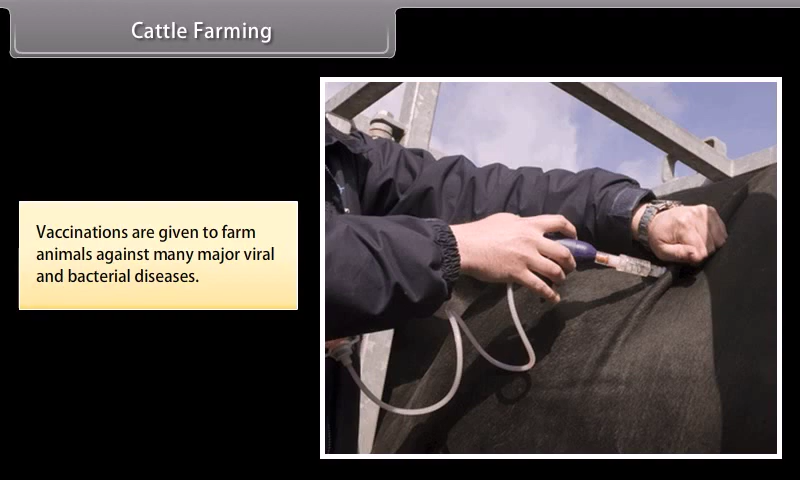 Cattle Farming
Vaccinations are given to farm
animals against many major viral
and bacterial diseases.